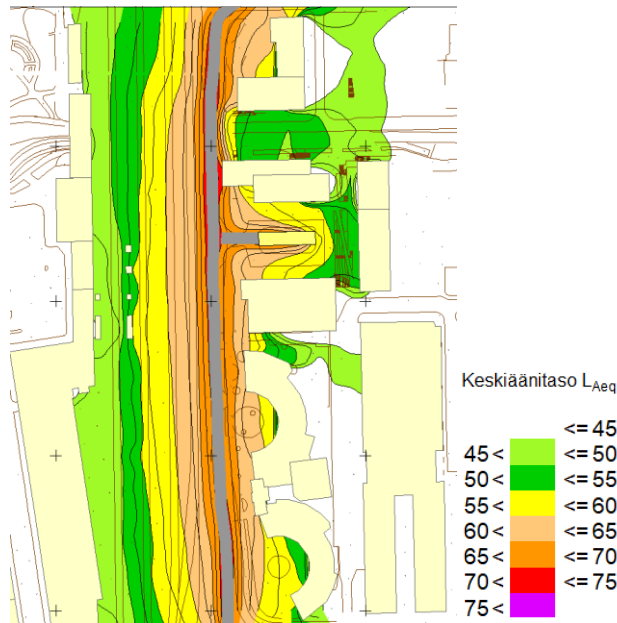 Keskiäänitaso LAeq
<= 45
45 < <= 50
50 < <= 55
55 < <= 60
60 < <= 65
65 < <= 70
70 < <= 75
75 <